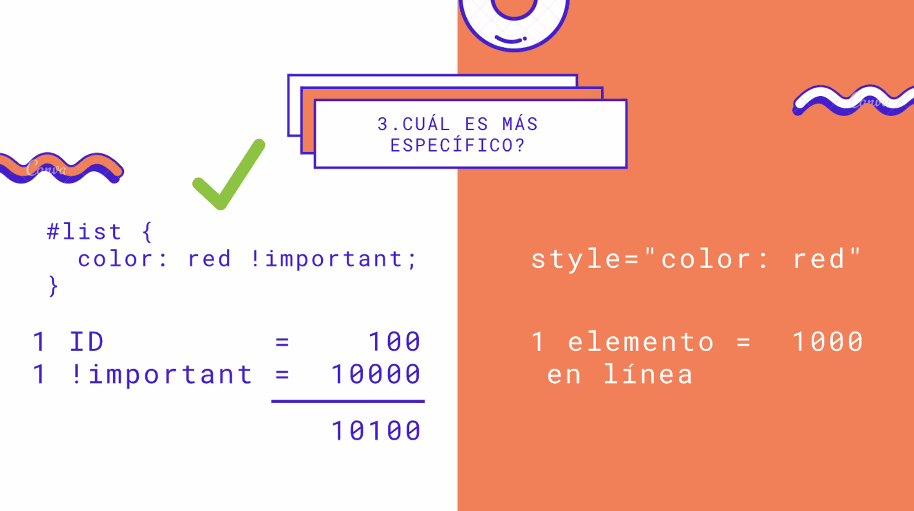 3.CUÁL ES MÁS
ESPECÍFICO?
Canva
Canva
#list {
  color: red !important;
}
1 ID = 100
1 !important = 10000
10100
style="color: red"
1 elemento = 1000
en línea